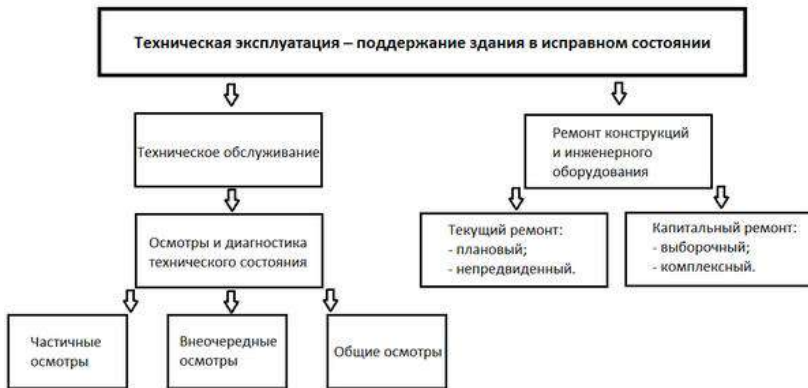 Техническая эксплуатация – поддержание здания в исправном состоянии
Техническое обслуживание
Ремонт конструкций
и инженерного
оборудования
Осмотры и диагностика
технического состояния
Текущий ремонт:
- плановый;
- непредвиденный.
Капитальный ремонт:
- выборочный;
- комплексный.
Частичные
осмотры
Внеочередные
осмотры
Общие осмотры